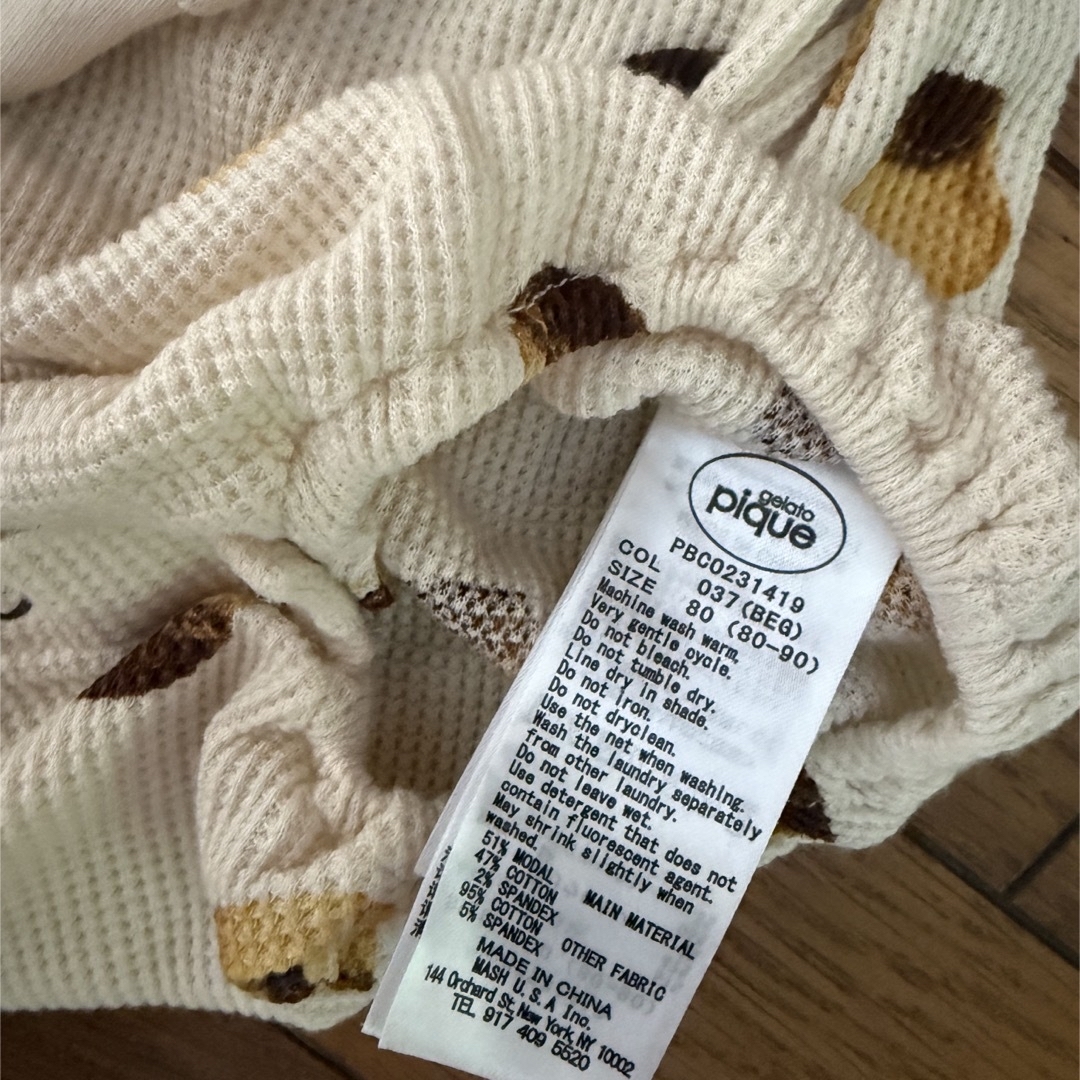 gelato
pique
PBCO231419
COL 037(BEG)
SIZE 80 (80-90)
Machine wash warm,
Very gentle cycle.
Do not bleach.
Do not tumble dry.
Line dry in shade.
Do not iron.
Do not dryclean.
Use the net when washing.
Wash the laundry separately
from other laundry.
Do not leave wet.
Use detergent that does not
contain fluorescent agent.
May shrink slightly when
washed.
51% MODAL
47% COTTON MAIN MATERIAL
2% SPANDEX
95% COTTON OTHER FABRIC
5% SPANDEX
MADE IN CHINA
MASH U.S.A Inc.
144 Orchard St, New York, NY 10002
TEL 917 409 5520